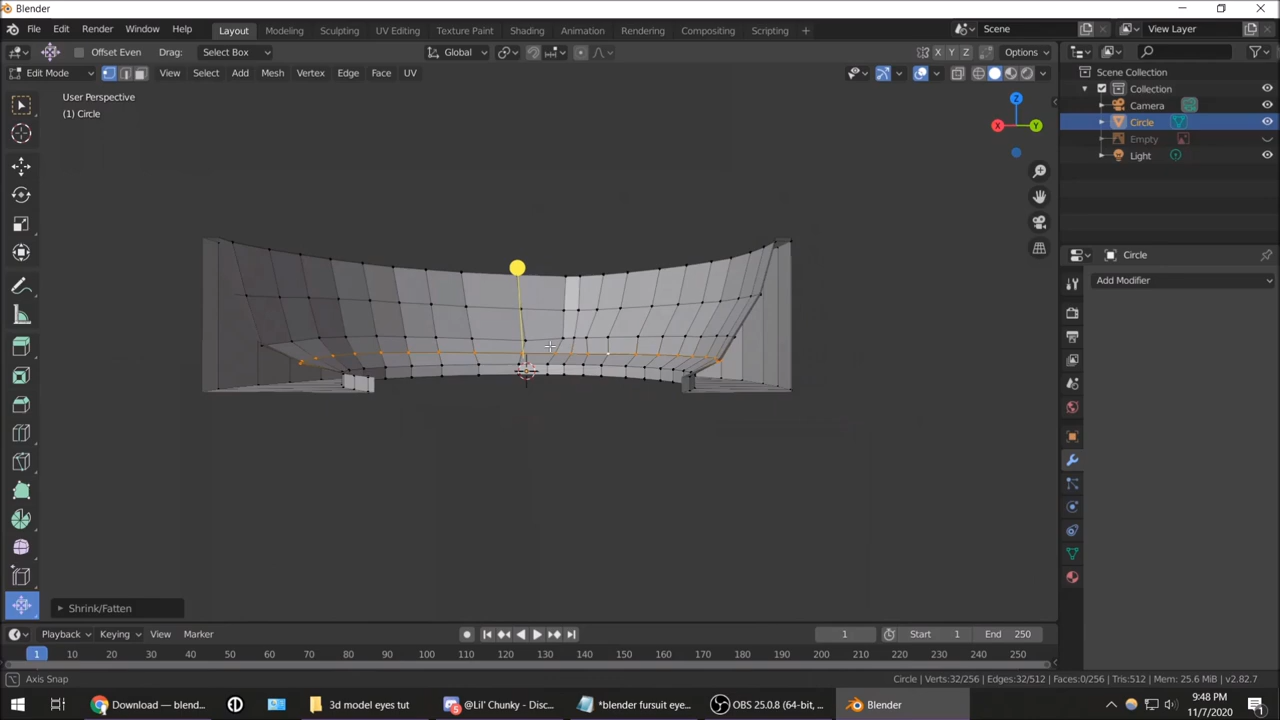 Blender
File Edit Render Window Help Layout Modeling Sculpting UV Editing Texture Paint Shading Animation Rendering Compositing Scripting + Scene View Layer
Offset Even Drag: Select Box Global X Y Z Options
Edit Mode View Select Add Mesh Vertex Edge Face UV
Scene Collection
Collection
User Perspective
(1) Circle
Camera
Circle
Empty
Light
Z
X Y
Circle
Add Modifier
Shrink/Fatten
Playback Keying View Marker 1 Start 1 End 250
1 10 20 30 40 50 60 70 80 90 100 110 120 130 140 150 160 170 180 190 200 210 220 230 240 250
Axis Snap Circle | Verts:32/256 | Edges:32/512 | Faces:0/256 | Tris:512 | Mem: 25.6 MiB | v2.82.7
Download — blend... 3d model eyes tut @Lil' Chunky - Disc... *blender fursuit eye... OBS 25.0.8 (64-bit, ... Blender 9:48 PM
11/7/2020